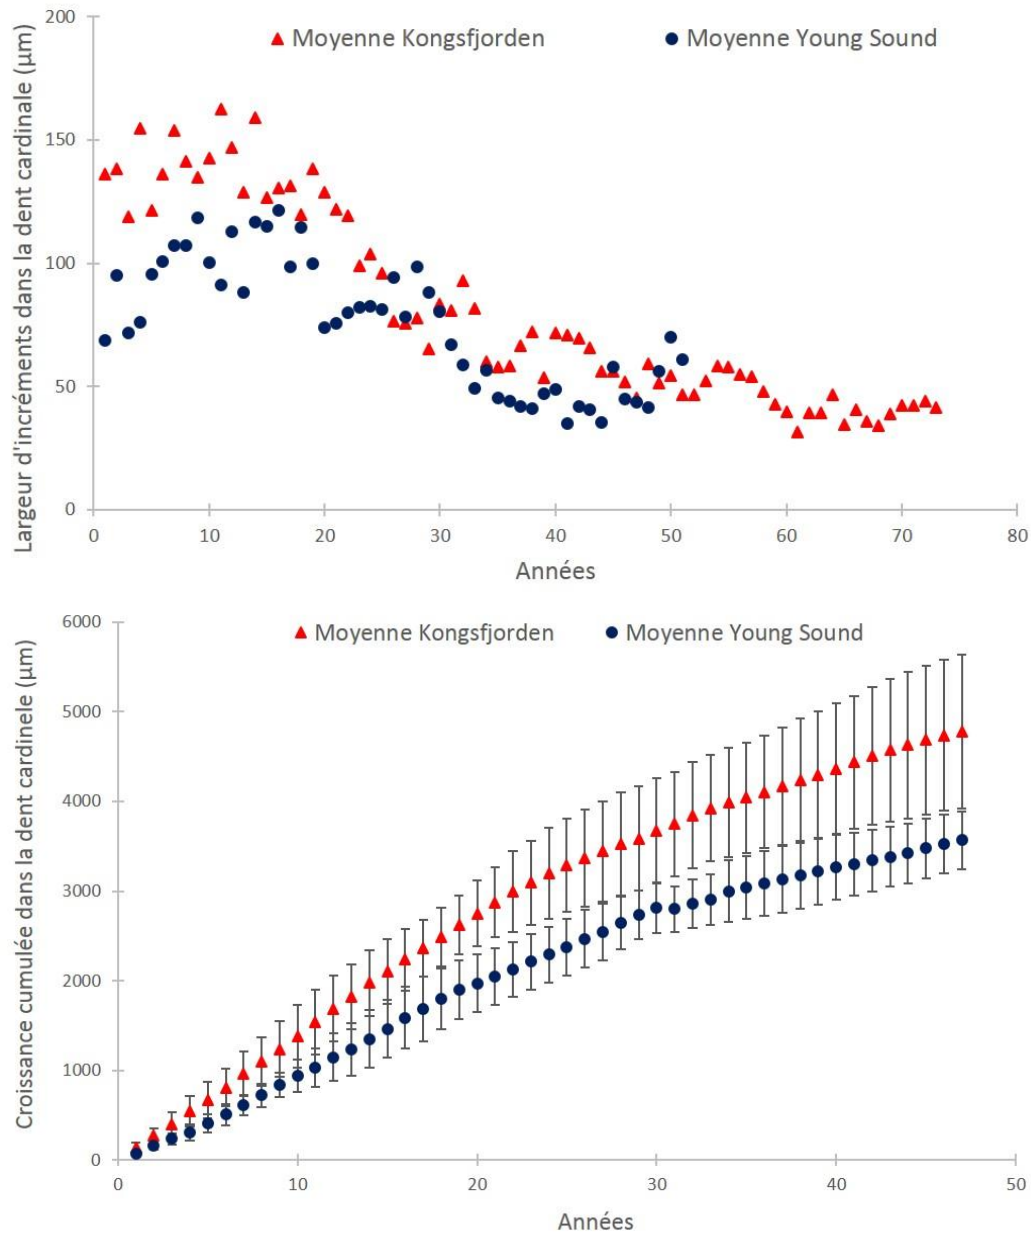 200
Moyenne Kongsfjorden
Moyenne Young Sound
150
100
50
0
Largeur d'incréments dans la dent cardinale (µm)
0 10 20 30 40 50 60 70 80
Années
6000
Moyenne Kongsfjorden
Moyenne Young Sound
5000
4000
3000
2000
1000
0
Croissance cumulée dans la dent cardinele (µm)
0 10 20 30 40 50
Années